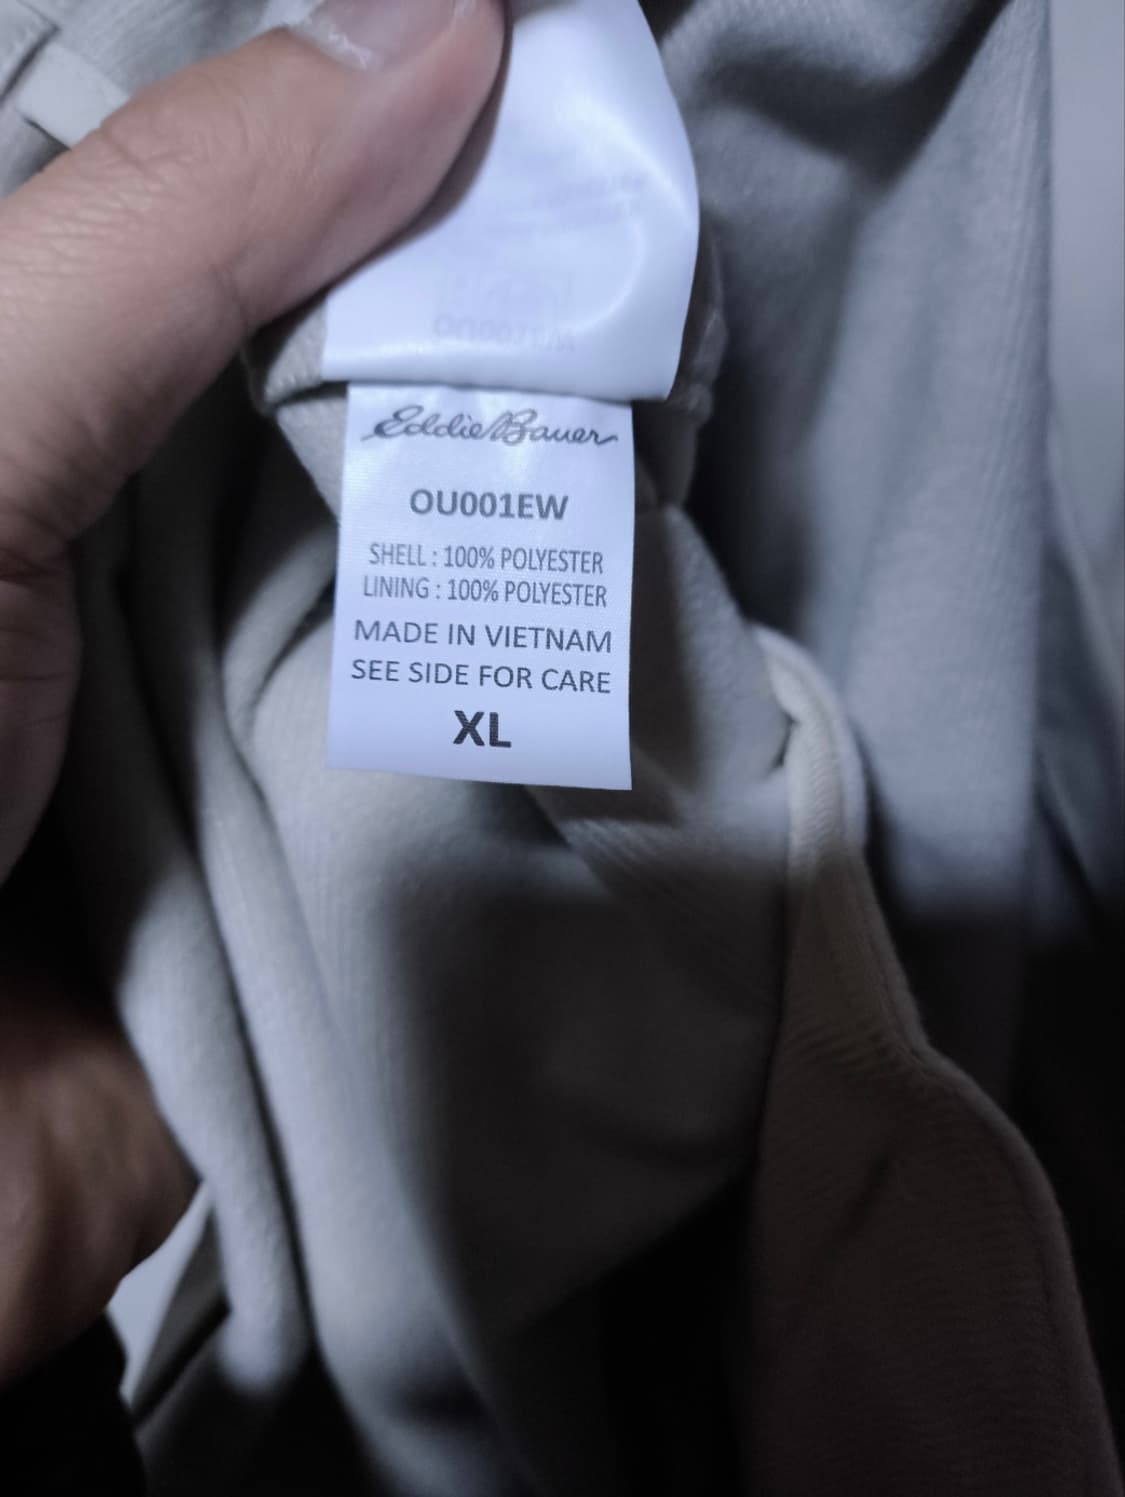 Eddie Bauer
OU001EW
SHELL : 100% POLYESTER
LINING : 100% POLYESTER
MADE IN VIETNAM
SEE SIDE FOR CARE
XL